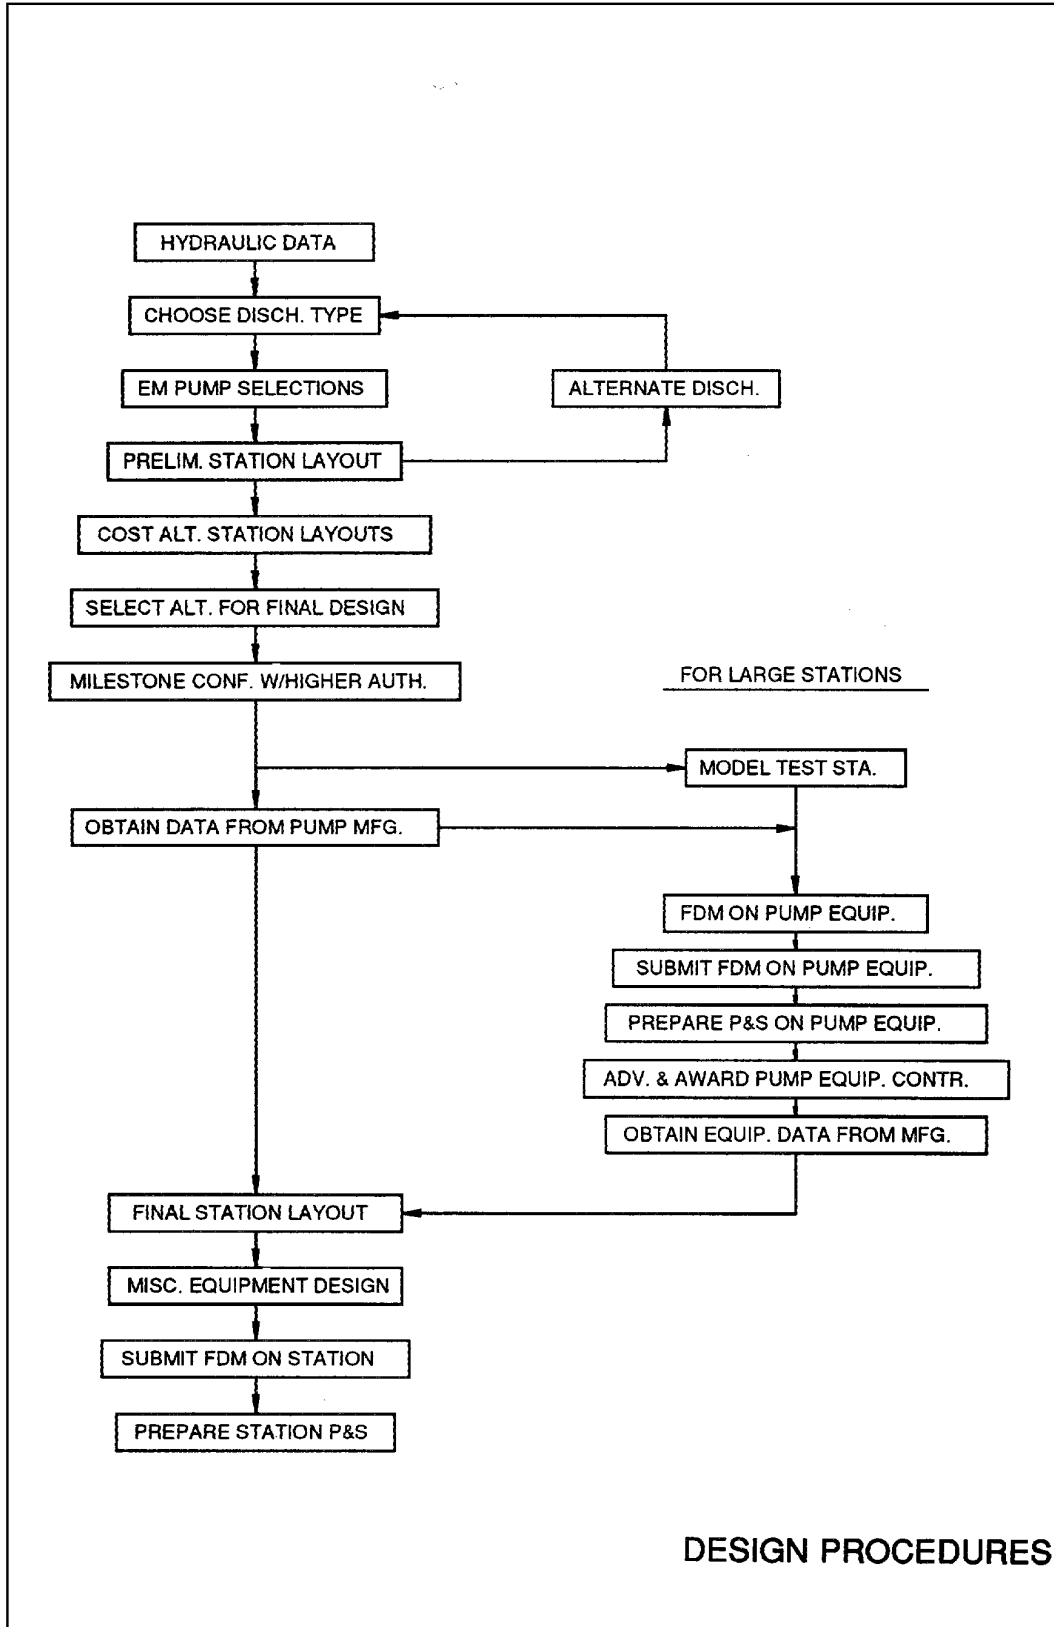 HYDRAULIC DATA
CHOOSE DISCH. TYPE
EM PUMP SELECTIONS
ALTERNATE DISCH.
PRELIM. STATION LAYOUT
COST ALT. STATION LAYOUTS
SELECT ALT. FOR FINAL DESIGN
MILESTONE CONF. W/HIGHER AUTH.
FOR LARGE STATIONS
MODEL TEST STA.
OBTAIN DATA FROM PUMP MFG.
FDM ON PUMP EQUIP.
SUBMIT FDM ON PUMP EQUIP.
PREPARE P&S ON PUMP EQUIP.
ADV. & AWARD PUMP EQUIP. CONTR.
OBTAIN EQUIP. DATA FROM MFG.
FINAL STATION LAYOUT
MISC. EQUIPMENT DESIGN
SUBMIT FDM ON STATION
PREPARE STATION P&S
DESIGN PROCEDURES